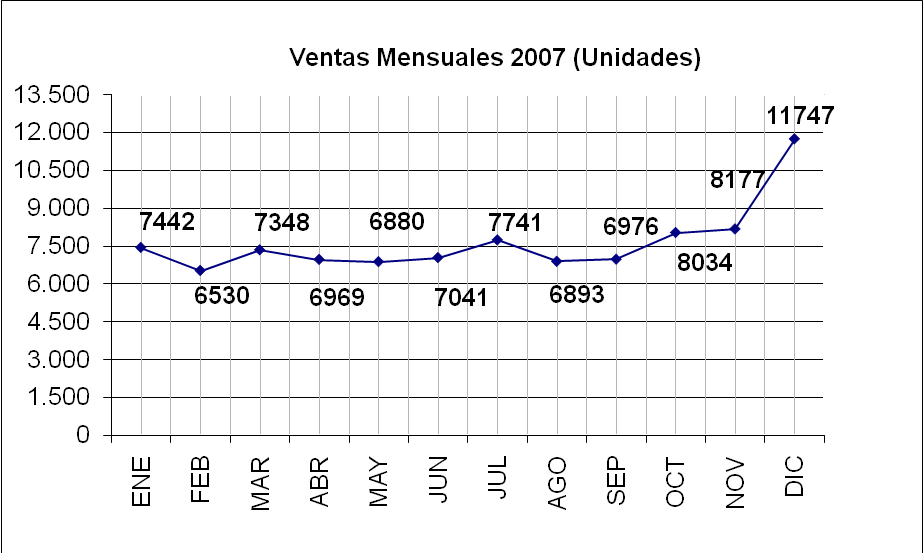 Ventas Mensuales 2007 (Unidades)
13.500
12.000
10.500
9.000
7.500
6.000
4.500
3.000
1.500
0
7442
6530
7348
6969
6880
7041
7741
6893
6976
8034
8177
11747
ENE
FEB
MAR
ABR
MAY
JUN
JUL
AGO
SEP
OCT
NOV
DIC